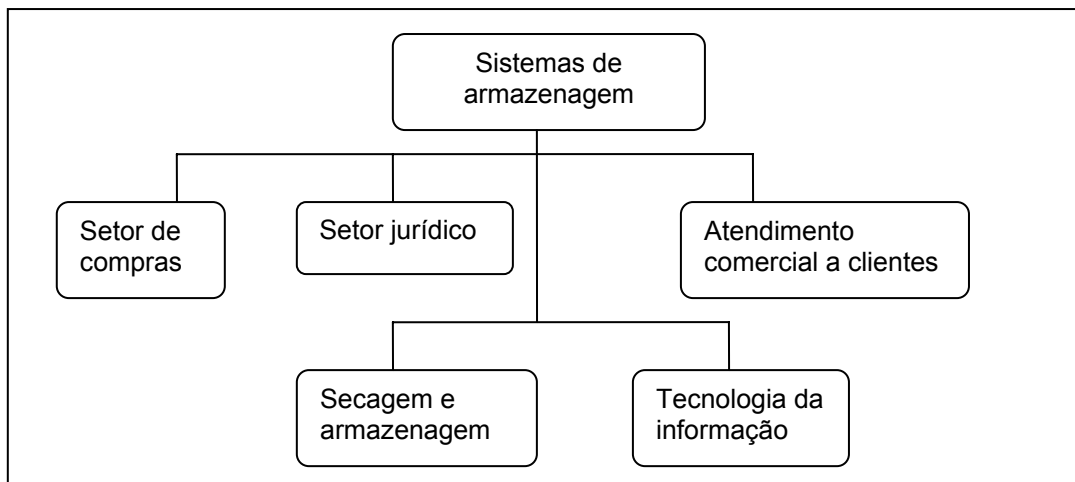 Sistemas de
armazenagem
Setor de
compras
Setor jurídico
Atendimento
comercial a clientes
Secagem e
armazenagem
Tecnologia da
informação